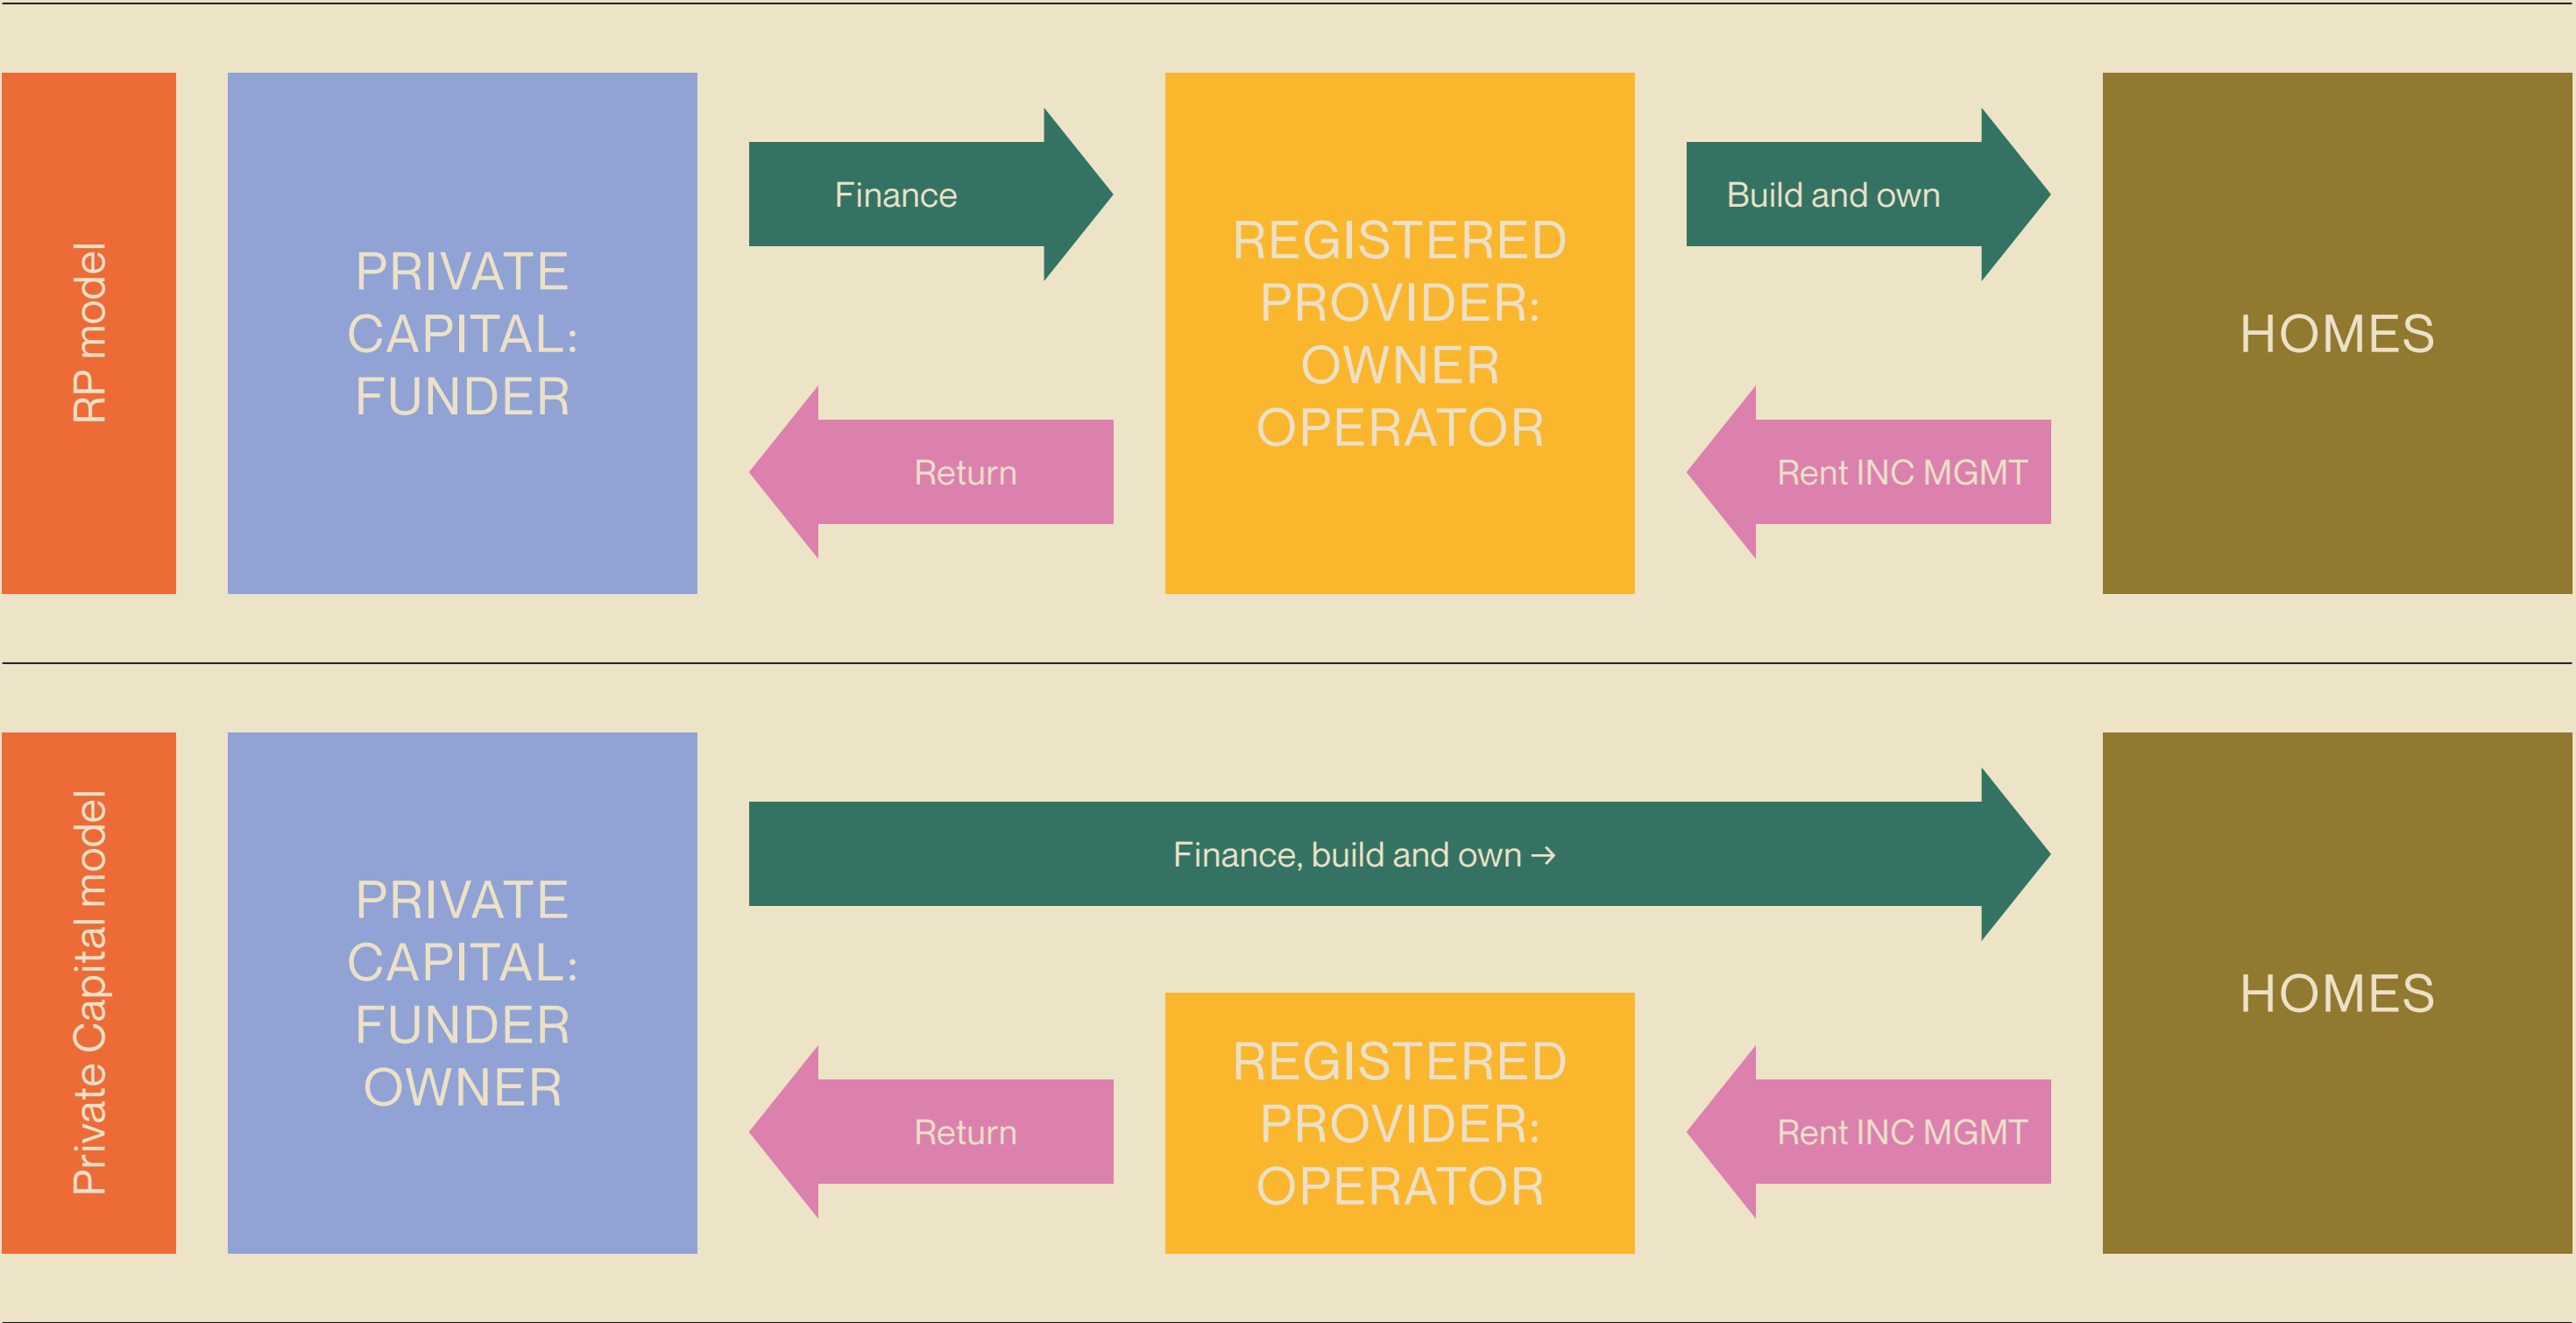 RP model
PRIVATE
CAPITAL:
FUNDER
Finance
Return
REGISTERED
PROVIDER:
OWNER
OPERATOR
Build and own
Rent INC MGMT
HOMES
Private Capital model
PRIVATE
CAPITAL:
FUNDER
OWNER
Finance, build and own →
Return
REGISTERED
PROVIDER:
OPERATOR
Rent INC MGMT
HOMES